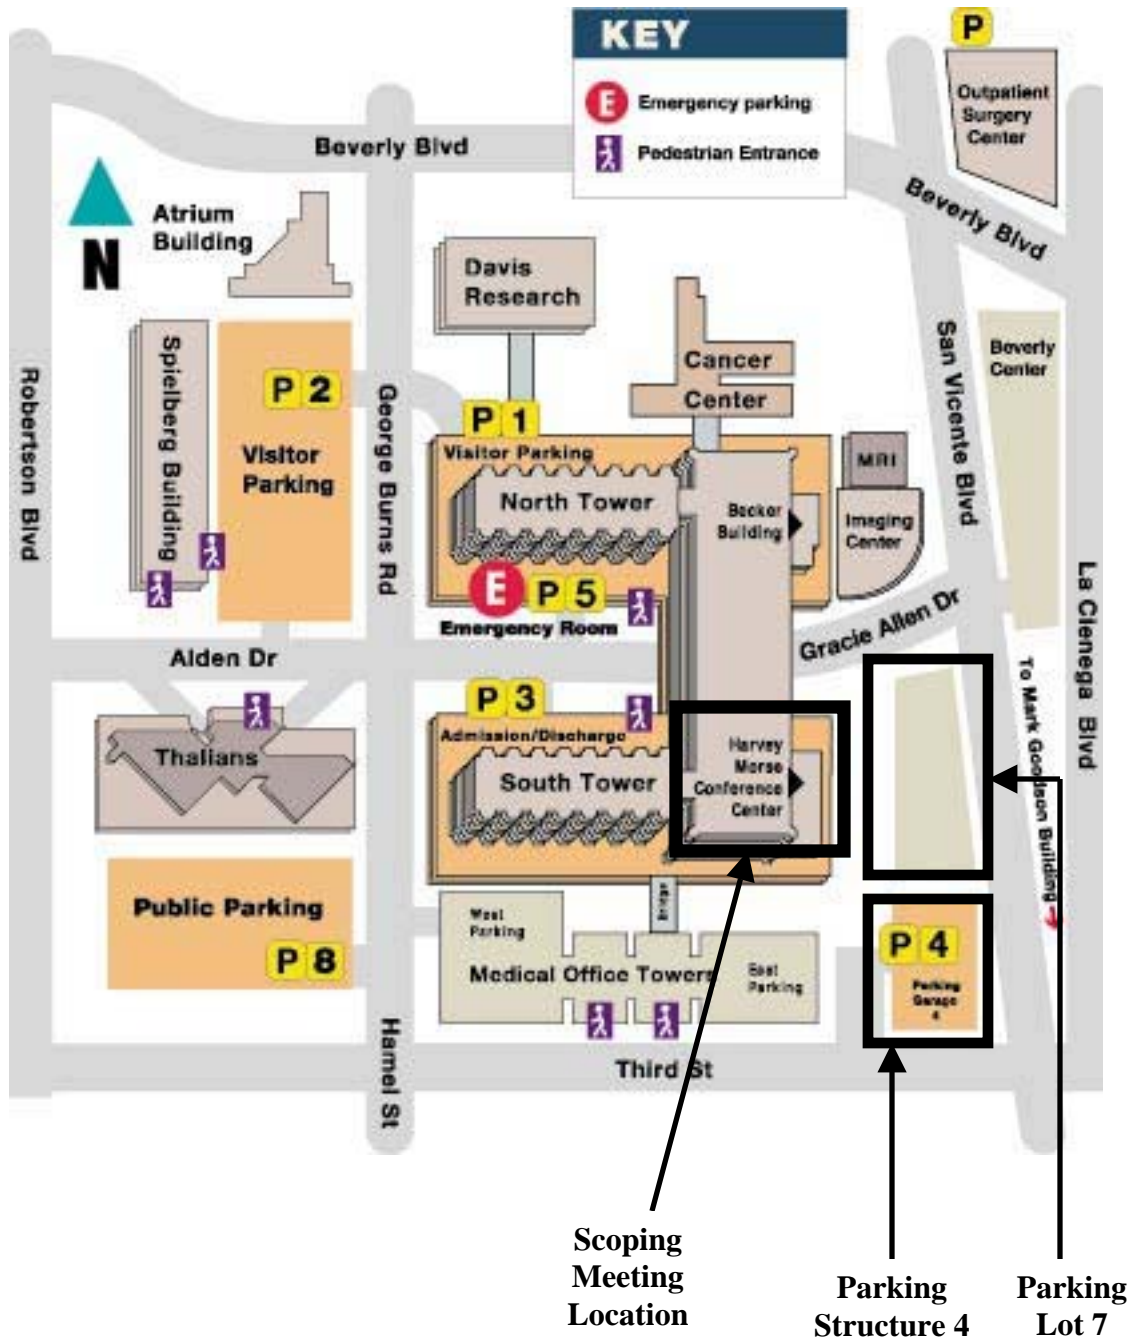 KEY
E Emergency parking
Pedestrian Entrance
P
Outpatient
Surgery
Center
Beverly Blvd
Beverly Blvd
N
Atrium
Building
Davis
Research
Spielberg Building
P 2
Visitor
Parking
Robertson Blvd
George Burns Rd
Cancer
Center
P 1
Visitor Parking
North Tower
Becker
Building
MRI
Imaging
Center
San Vicente Blvd
Beverly
Center
La Cienega Blvd
E P 5
Emergency Room
Alden Dr
Gracie Allen Dr
To Mark Goodson Building
Thalians
P 3
Admission/Discharge
South Tower
Harvey
Morse
Conference
Center
Public Parking
P 8
West
Parking
Bridge
Medical Office Towers
East
Parking
P 4
Parking
Garage
4
Hamel St
Third St
Scoping
Meeting
Location
Parking
Structure 4
Parking
Lot 7